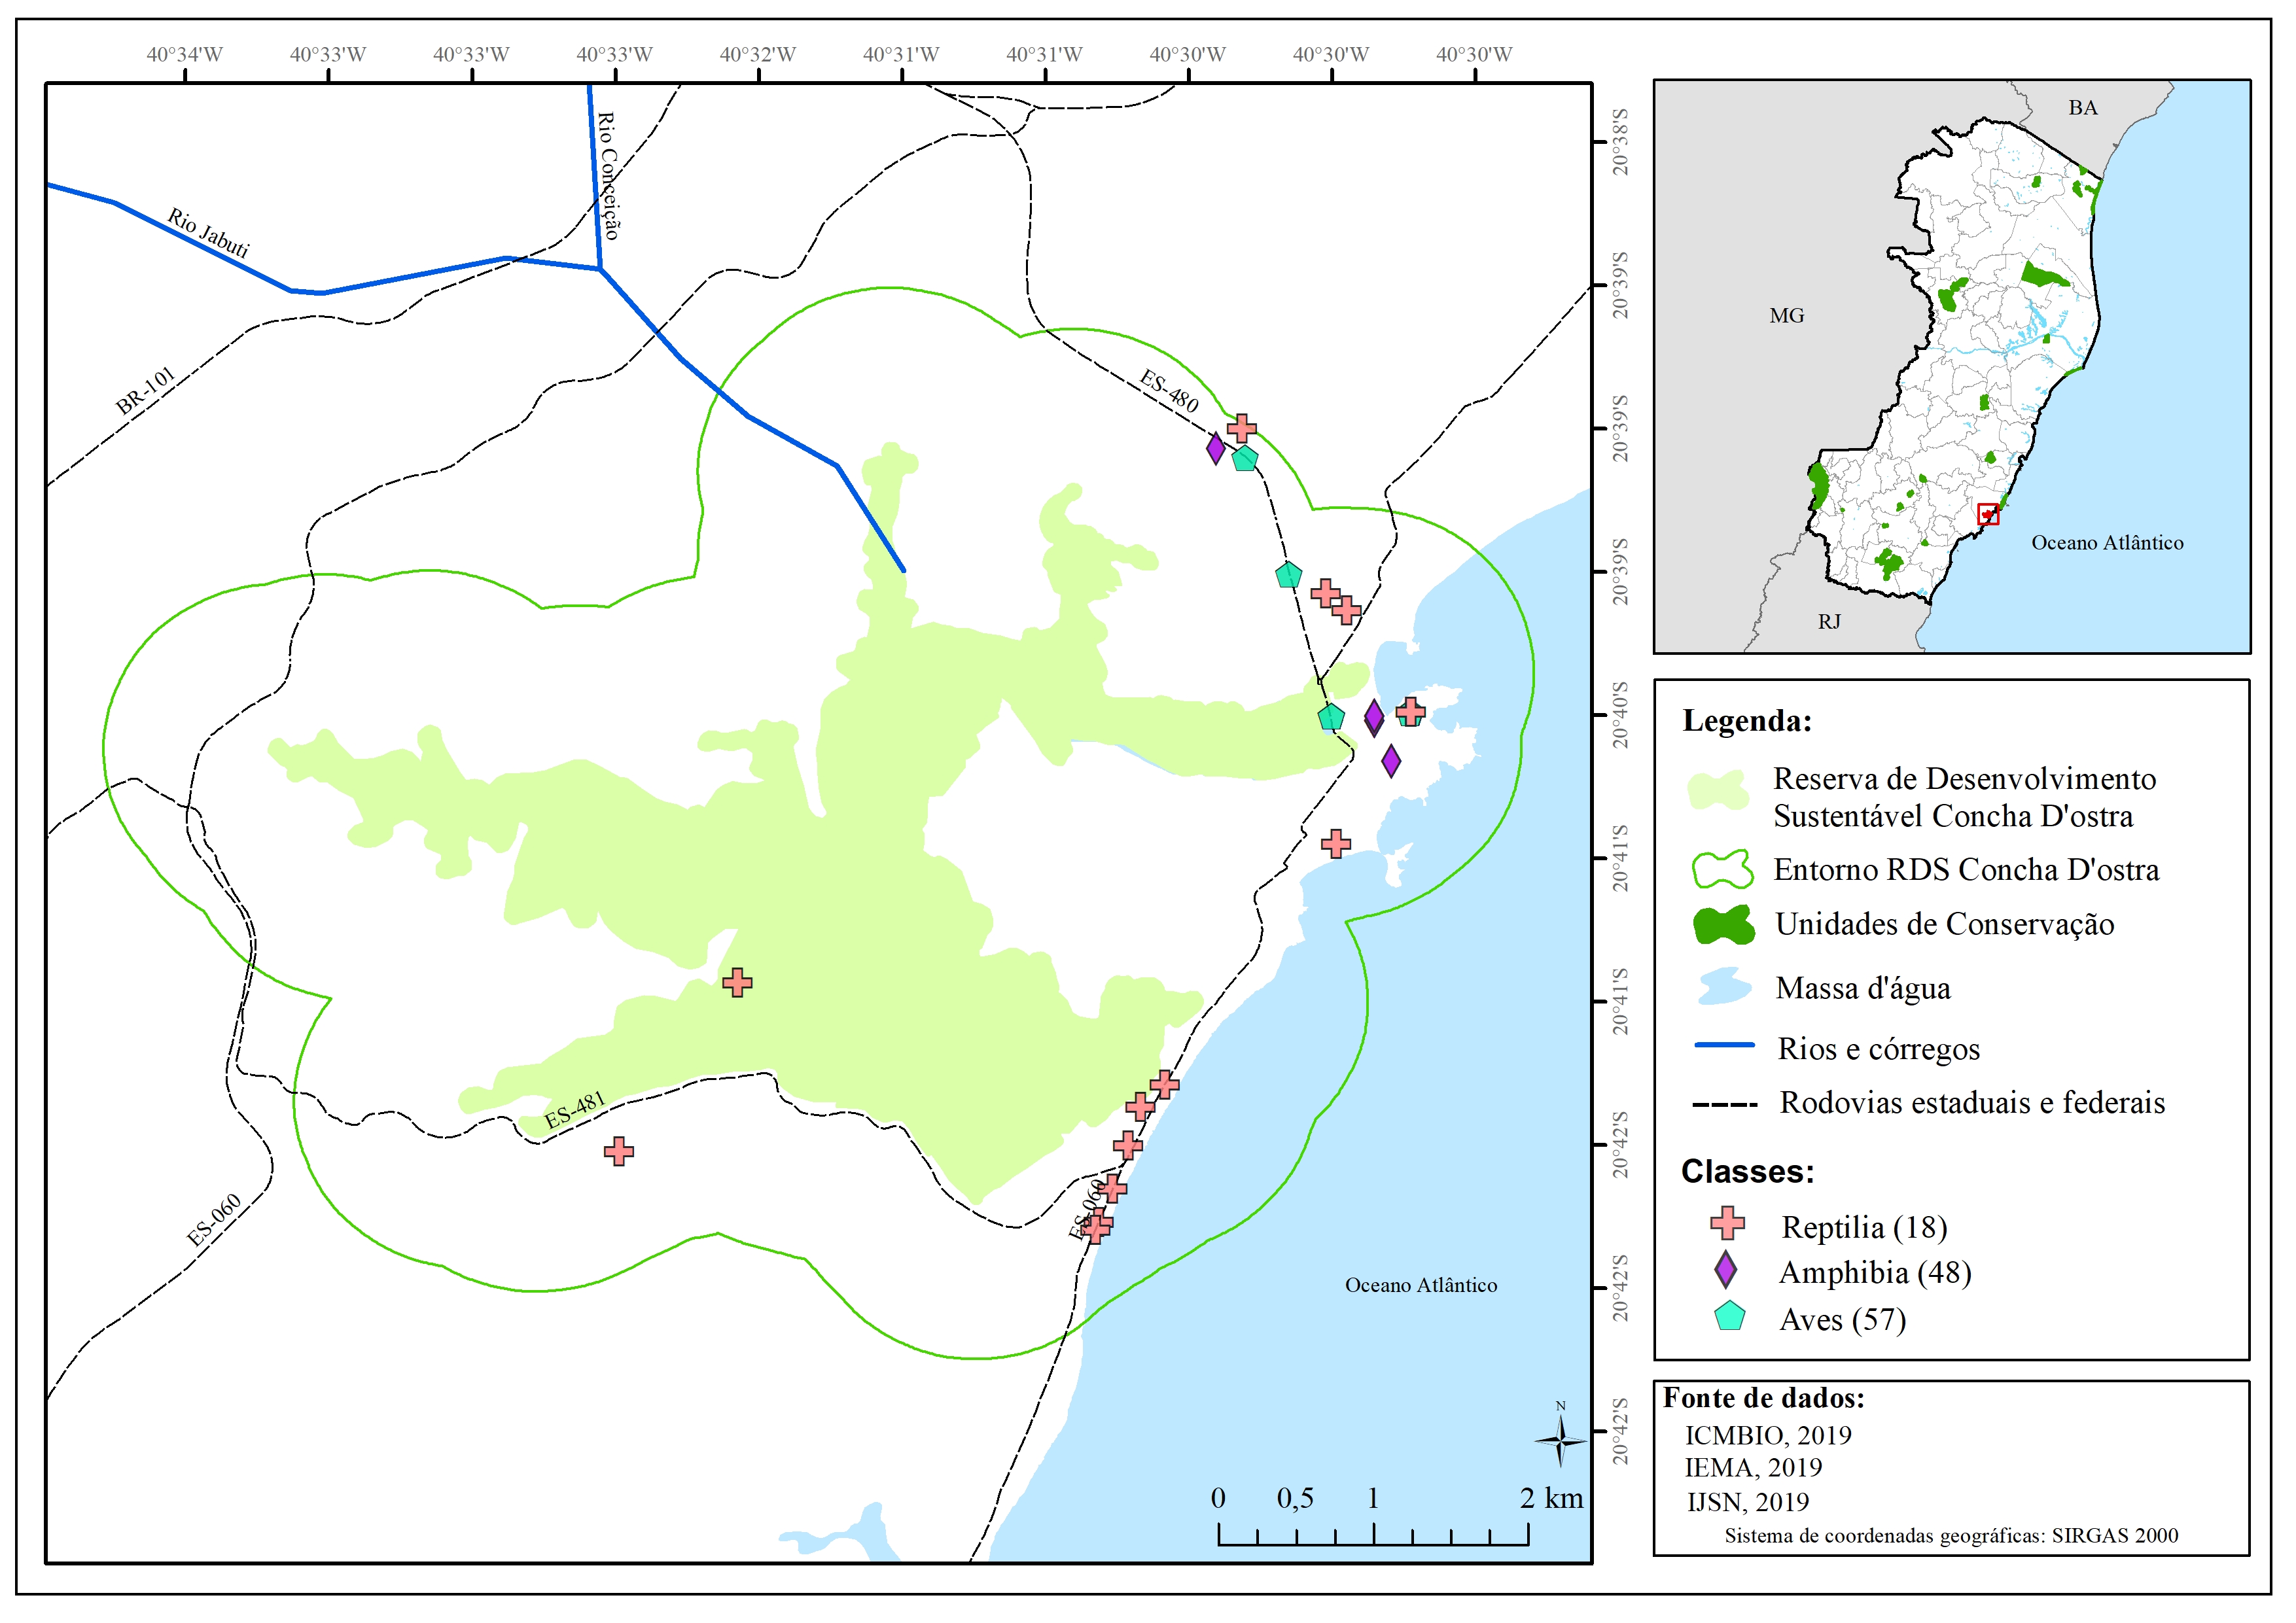 40°34'W 40°33'W 40°33'W 40°33'W 40°32'W 40°31'W 40°31'W 40°30'W 40°30'W 40°30'W
20°38'S
20°39'S
20°39'S
20°39'S
20°40'S
20°41'S
20°41'S
20°42'S
20°42'S
20°42'S
Rio Conceição
Rio Jabuti
BR-101
ES-480
ES-481
ES-060
ES-060
Oceano Atlântico
N
0 0,5 1 2 km
BA
MG
Oceano Atlântico
RJ
Legenda:
Reserva de Desenvolvimento
Sustentável Concha D'ostra
Entorno RDS Concha D'ostra
Unidades de Conservação
Massa d'água
Rios e córregos
Rodovias estaduais e federais
Classes:
Reptilia (18)
Amphibia (48)
Aves (57)
Fonte de dados:
ICMBIO, 2019
IEMA, 2019
IJSN, 2019
Sistema de coordenadas geográficas: SIRGAS 2000